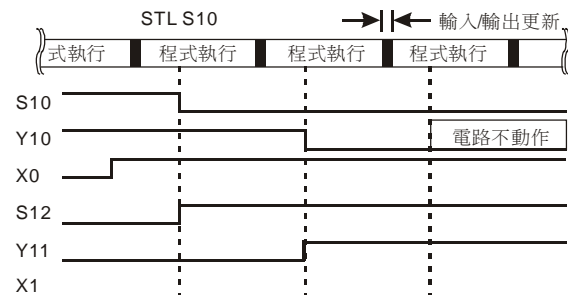 STL S10
輸入/輸出更新
式執行 程式執行 程式執行 程式執行
S10
Y10
電路不動作
X0
S12
Y11
X1